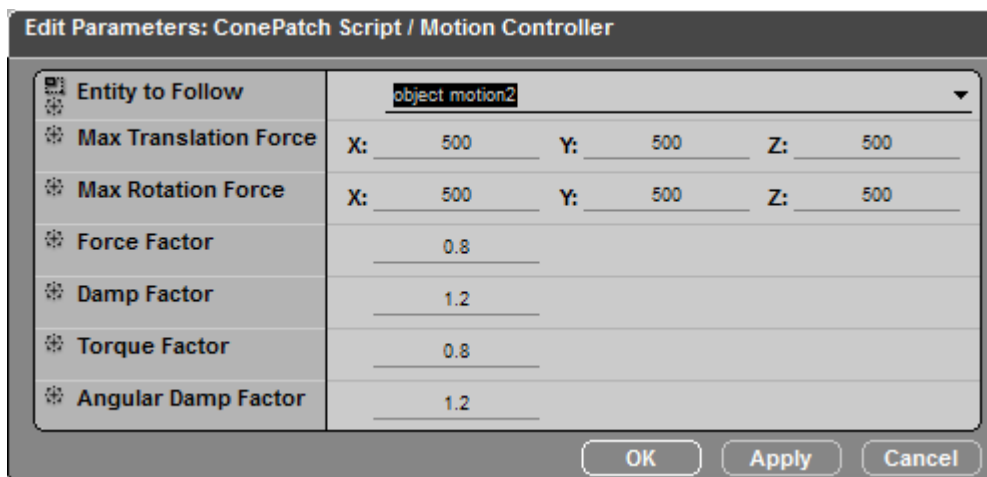 Edit Parameters: ConePatch Script / Motion Controller
Entity to Follow object motion2
Max Translation Force X: 500 Y: 500 Z: 500
Max Rotation Force X: 500 Y: 500 Z: 500
Force Factor 0.8
Damp Factor 1.2
Torque Factor 0.8
Angular Damp Factor 1.2
OK Apply Cancel